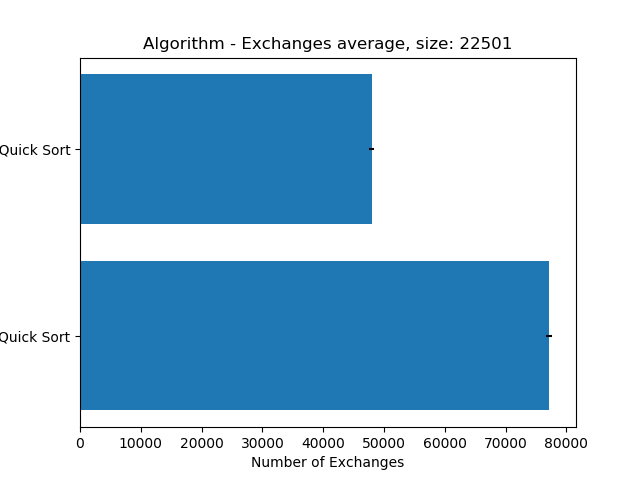 Algorithm - Exchanges average, size: 22501
Quick Sort
Quick Sort
0 10000 20000 30000 40000 50000 60000 70000 80000
Number of Exchanges